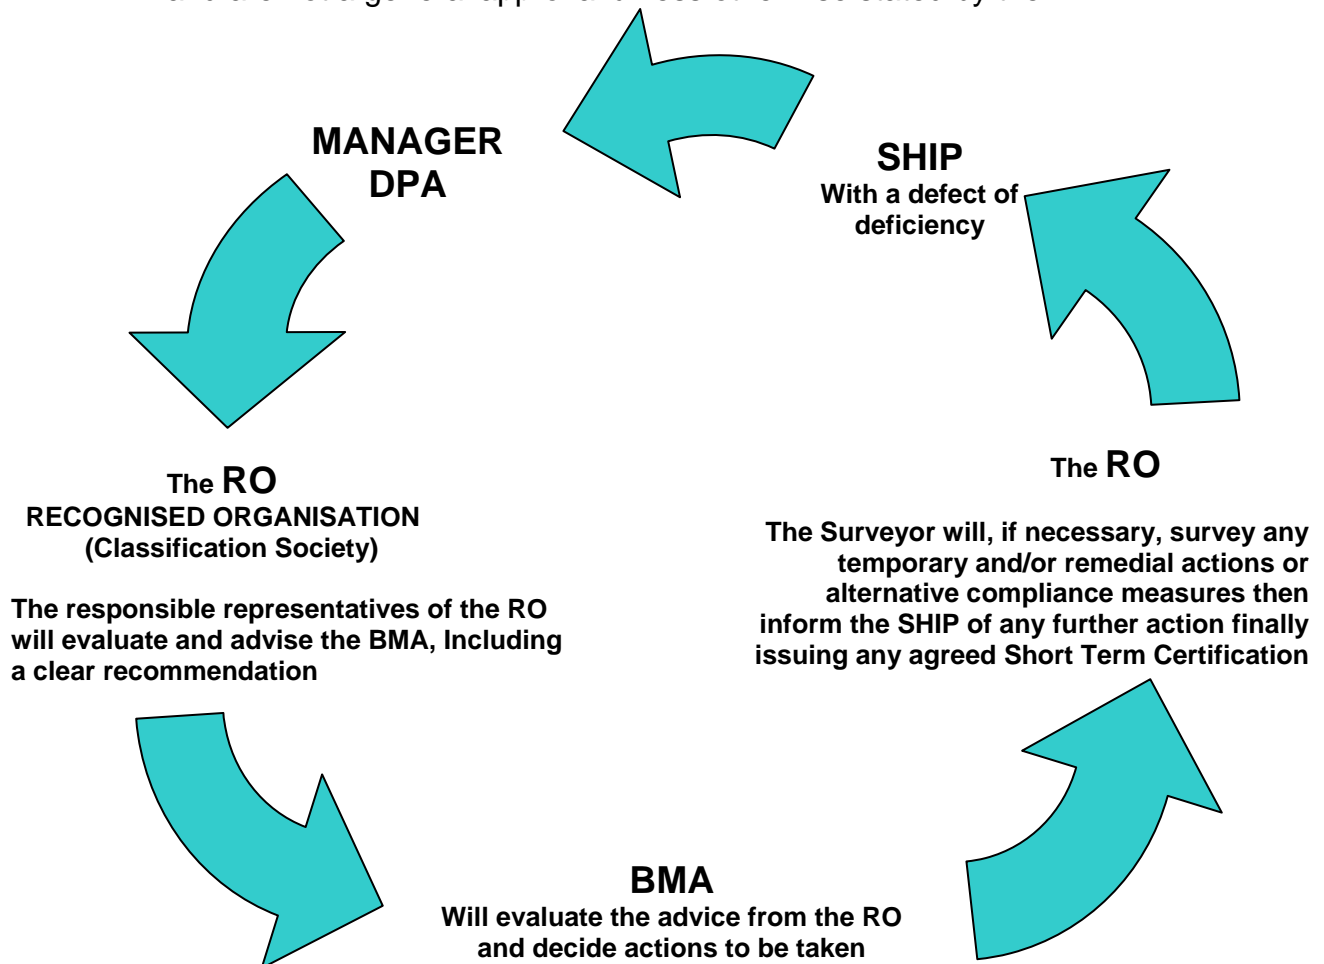 MANAGER
DPA
SHIP
With a defect of
deficiency
The RO
RECOGNISED ORGANISATION
(Classification Society)
The responsible representatives of the RO
will evaluate and advise the BMA, Including
a clear recommendation
The RO
The Surveyor will, if necessary, survey any
temporary and/or remedial actions or
alternative compliance measures then
inform the SHIP of any further action finally
issuing any agreed Short Term Certification
BMA
Will evaluate the advice from the RO
and decide actions to be taken